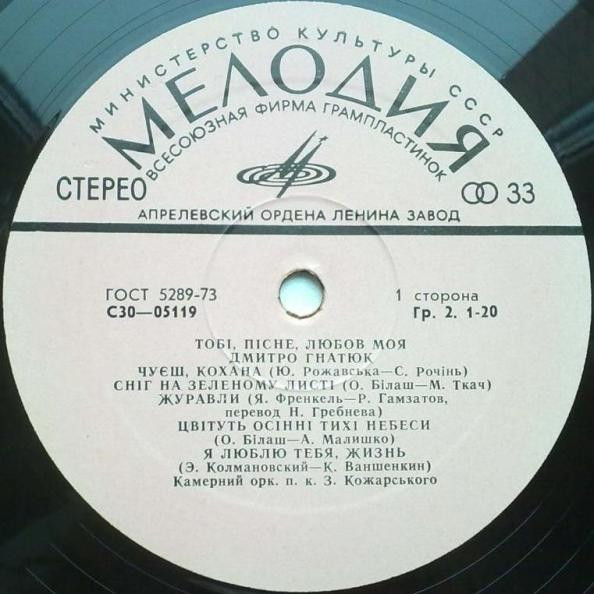 МИНИСТЕРСТВО КУЛЬТУРЫ СССР
МЕЛОДИЯ
ВСЕСОЮЗНАЯ ФИРМА ГРАМПЛАСТИНОК
СТЕРЕО
33
АПРЕЛЕВСКИЙ ОРДЕНА ЛЕНИНА ЗАВОД
ГОСТ 5289-73
1 сторона
С30—05119
Гр. 2. 1-20
ТОБІ, ПІСНЕ, ЛЮБОВ МОЯ
ДМИТРО ГНАТЮК
ЧУЄШ, КОХАНА (Ю. Рожавська—С. Рочінь)
СНІГ НА ЗЕЛЕНОМУ ЛИСТІ (О. Білаш—М. Ткач)
ЖУРАВЛИ (Я. Френкель—Р. Гамзатов,
перевод Н. Гребнева)
ЦВІТУТЬ ОСІННІ ТИХІ НЕБЕСИ
(О. Білаш—А. Малишко)
Я ЛЮБЛЮ ТЕБЯ, ЖИЗНЬ
(Э. Колмановский—К. Ваншенкин)
Камерний орк. п. к. З. Кожарського